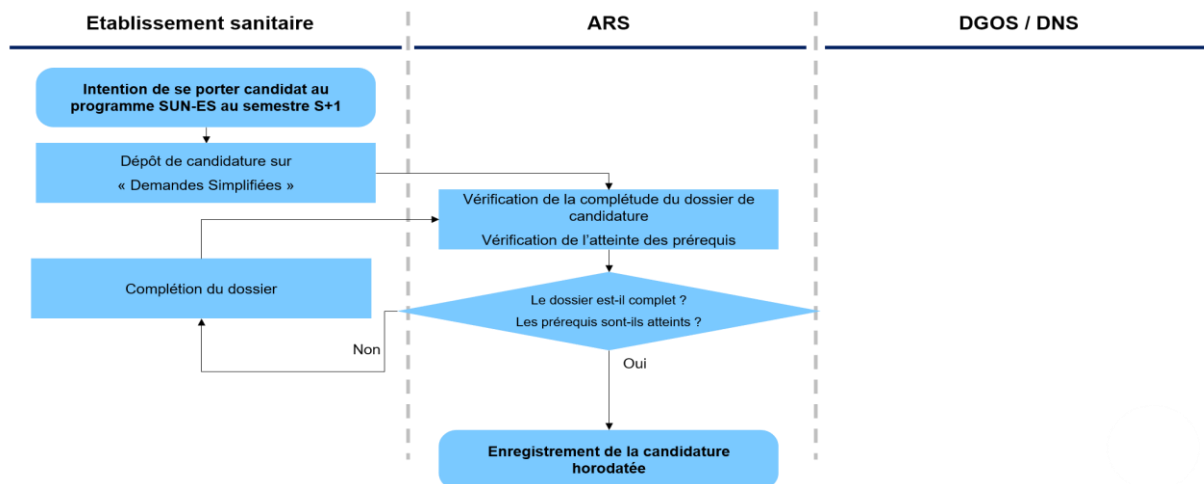 Etablissement sanitaire
ARS
DGOS / DNS
Intention de se porter candidat au
programme SUN-ES au semestre S+1
Dépôt de candidature sur
« Demandes Simplifiées »
Vérification de la complétude du dossier de
candidature
Vérification de l'atteinte des prérequis
Complétion du dossier
Le dossier est-il complet ?
Les prérequis sont-ils atteints ?
Non
Oui
Enregistrement de la candidature
horodatée